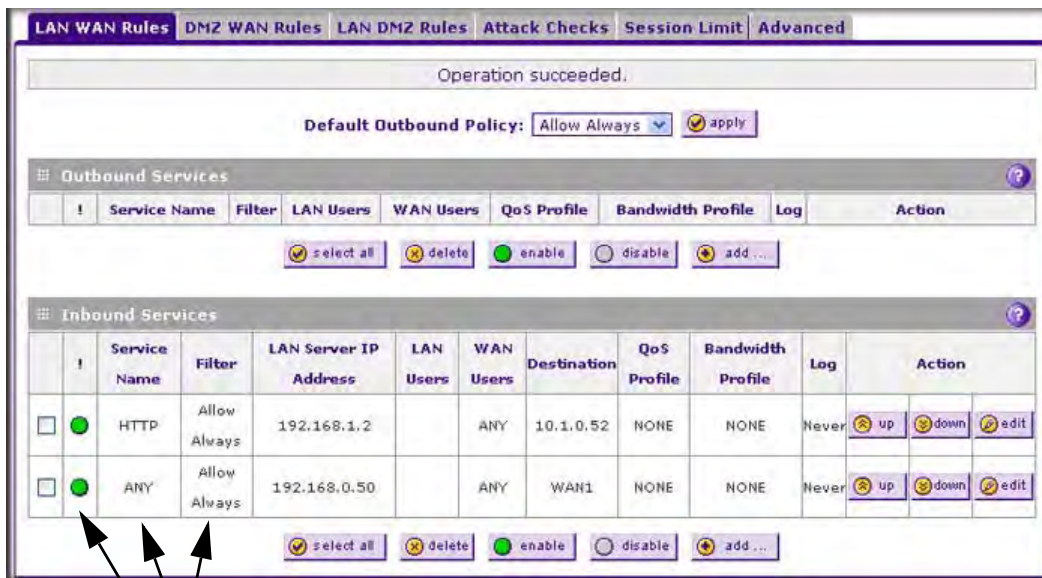 LAN WAN Rules DMZ WAN Rules LAN DMZ Rules Attack Checks Session Limit Advanced
Operation succeeded.
Default Outbound Policy: Allow Always apply
Outbound Services ?
! Service Name Filter LAN Users WAN Users QoS Profile Bandwidth Profile Log Action
select all delete enable disable add ...
Inbound Services ?
! Service Name Filter LAN Server IP Address LAN Users WAN Users Destination QoS Profile Bandwidth Profile Log Action
HTTP Allow Always 192.168.1.2 ANY 10.1.0.52 NONE NONE Never up down edit
ANY Allow Always 192.168.0.50 ANY WAN1 NONE NONE Never up down edit
select all delete enable disable add ...